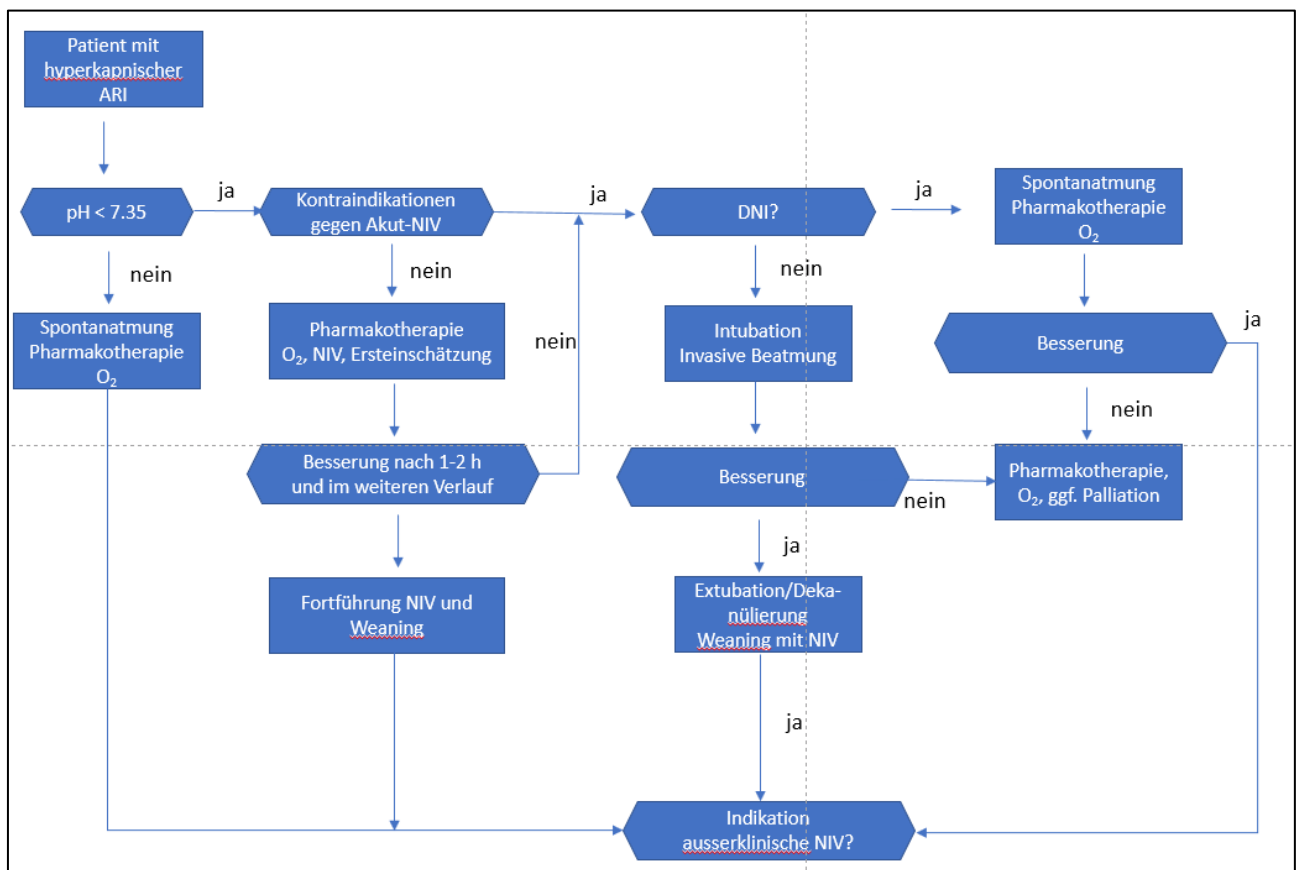 Patient mit
hyperkapnischer
ARI
pH < 7.35
ja
Kontraindikationen
gegen Akut-NIV
ja
DNI?
ja
Spontanatmung
Pharmakotherapie
O₂
nein
nein
nein
Spontanatmung
Pharmakotherapie
O₂
Pharmakotherapie
O₂, NIV, Ersteinschätzung
nein
Intubation
Invasive Beatmung
Besserung
ja
nein
Besserung nach 1-2 h
und im weiteren Verlauf
Besserung
nein
Pharmakotherapie,
O₂, ggf. Palliation
ja
Fortführung NIV und
Weaning
Extubation/Deka-
nülierung
Weaning mit NIV
ja
Indikation
ausserklinische NIV?